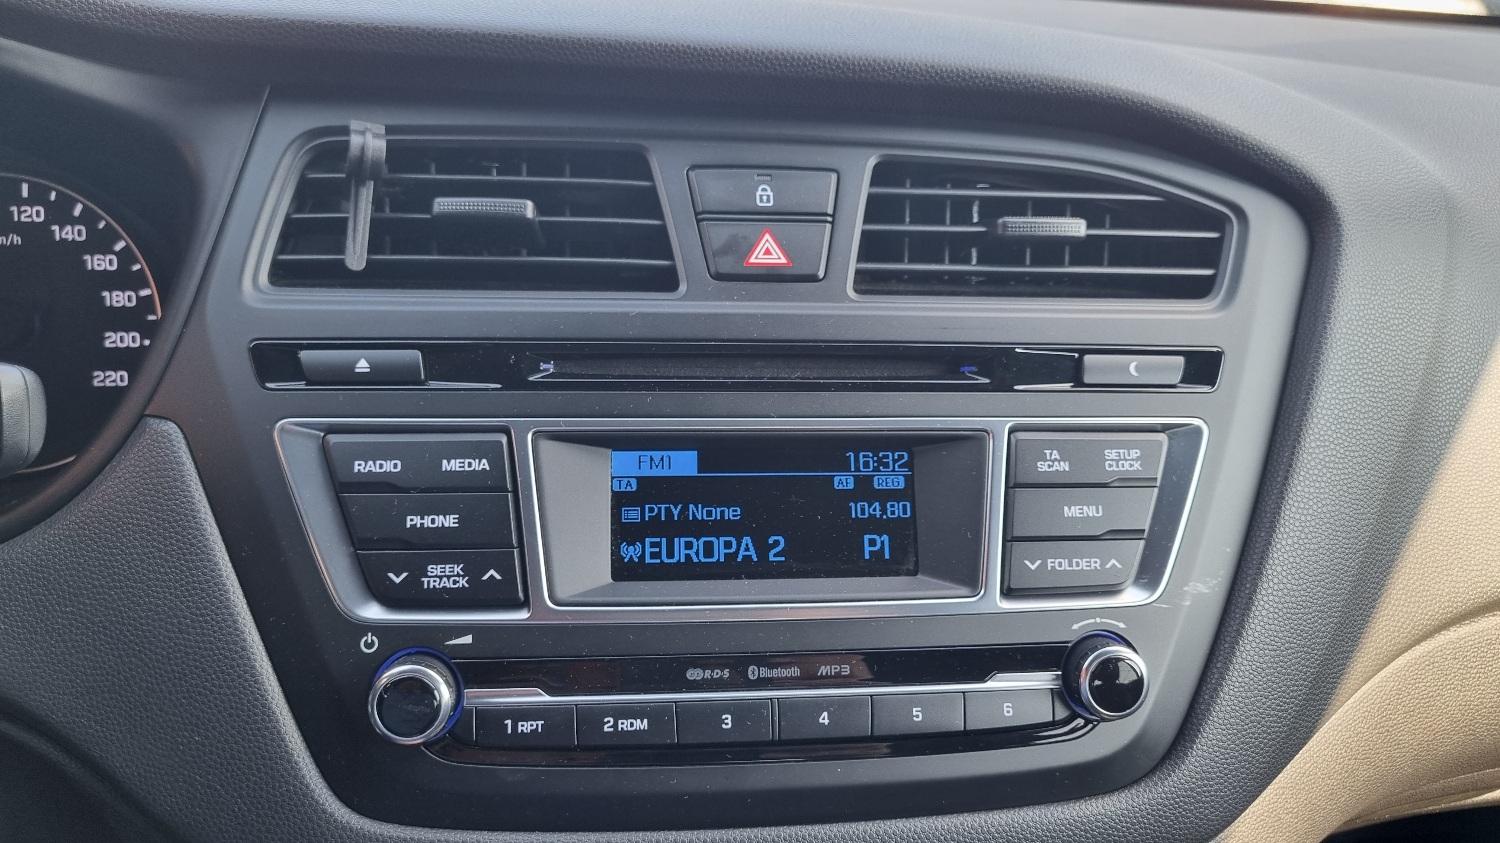 120
m/h
140
160
180
200
220
RADIO MEDIA
PHONE
SEEK
TRACK
FM1 16:32
TA AF REG
PTY None 104.80
EUROPA 2 P1
TA
SCAN
SETUP
CLOCK
MENU
FOLDER
R·D·S Bluetooth MP3
1 RPT 2 RDM 3 4 5 6